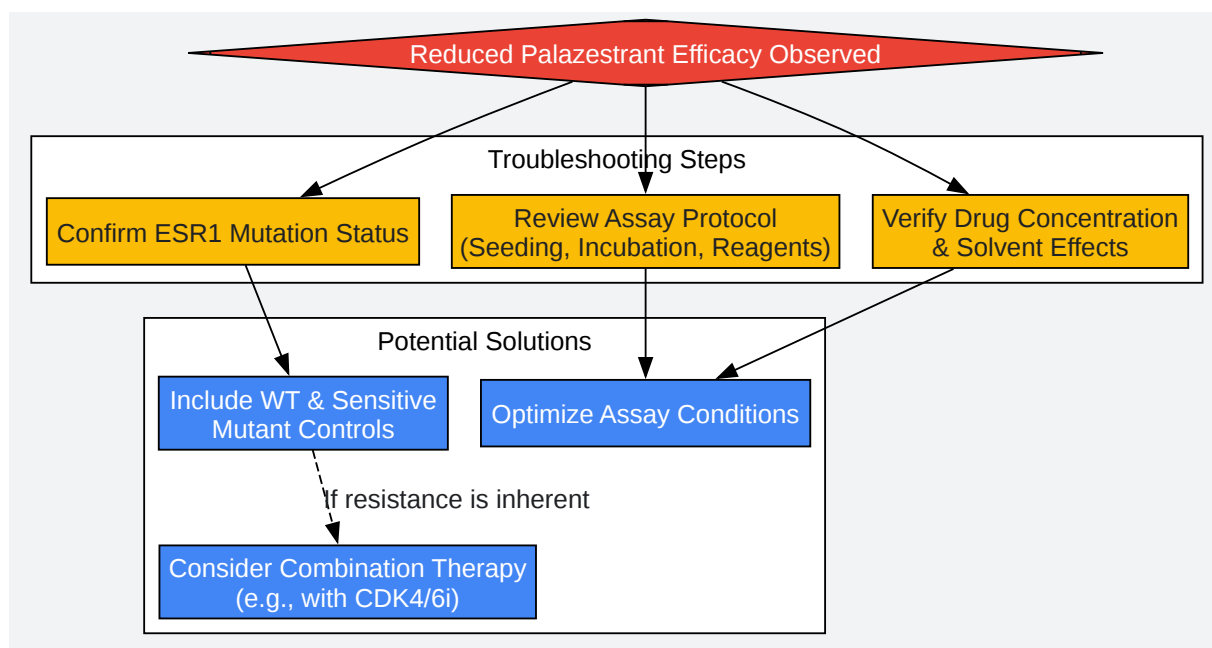 Reduced Palazestrant Efficacy Observed
Troubleshooting Steps
Confirm ESR1 Mutation Status
Review Assay Protocol
(Seeding, Incubation, Reagents)
Verify Drug Concentration
& Solvent Effects
Potential Solutions
Include WT & Sensitive
Mutant Controls
Optimize Assay Conditions
If resistance is inherent
Consider Combination Therapy
(e.g., with CDK4/6i)